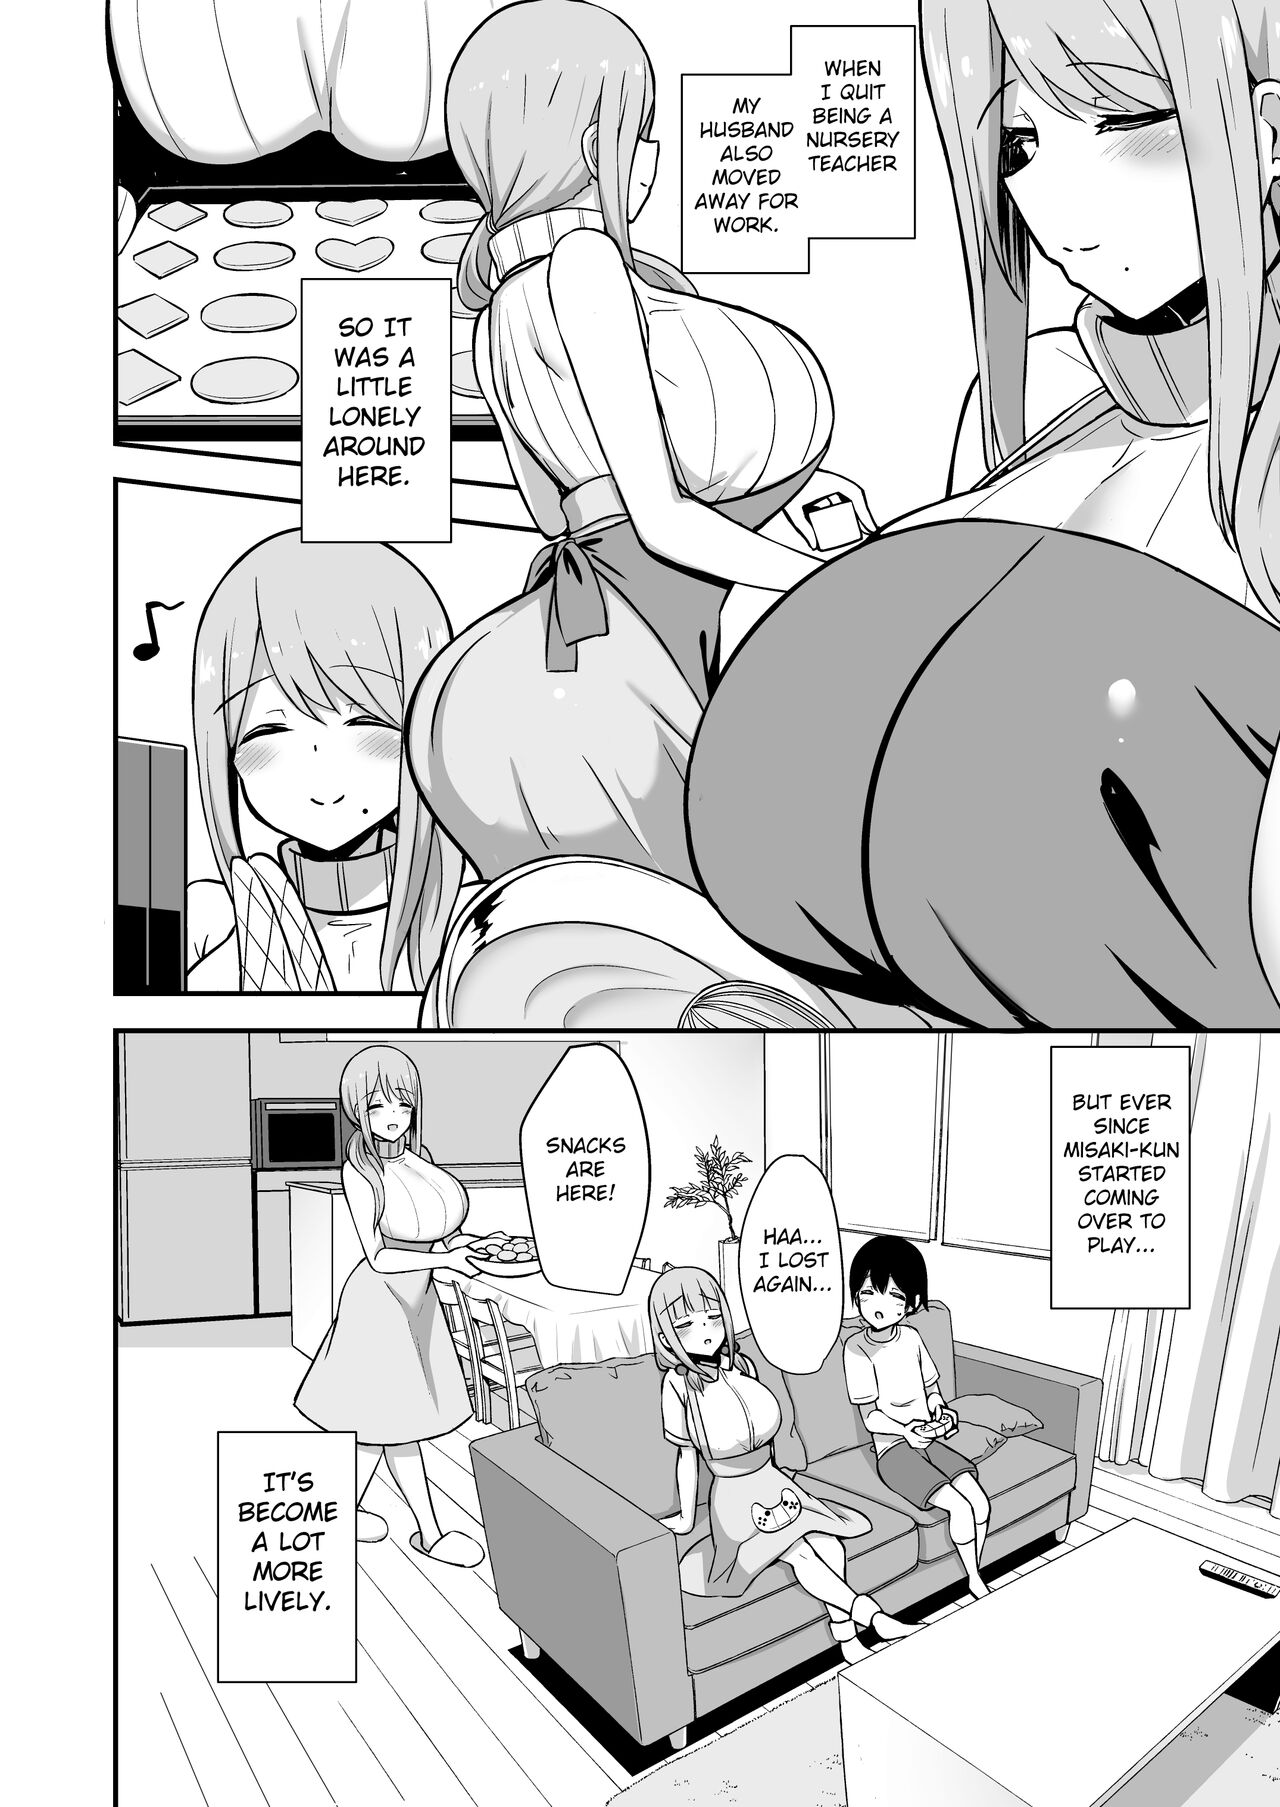 WHEN
I QUIT
BEING A
NURSERY
TEACHER
MY
HUSBAND
ALSO
MOVED
AWAY FOR
WORK.
SO IT
WAS A
LITTLE
LONELY
AROUND
HERE.
BUT EVER
SINCE
MISAKI-KUN
STARTED
COMING
OVER TO
PLAY...
SNACKS
ARE
HERE!
HAA...
I LOST
AGAIN...
IT'S
BECOME
A LOT
MORE
LIVELY.